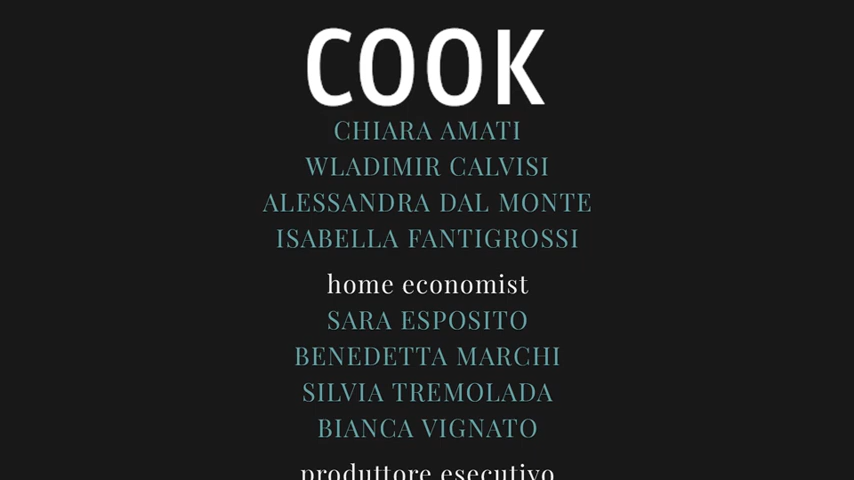 COOK
CHIARA AMATI
WLADIMIR CALVISI
ALESSANDRA DAL MONTE
ISABELLA FANTIGROSSI
home economist
SARA ESPOSITO
BENEDETTA MARCHI
SILVIA TREMOLADA
BIANCA VIGNATO
produttore esecutivo